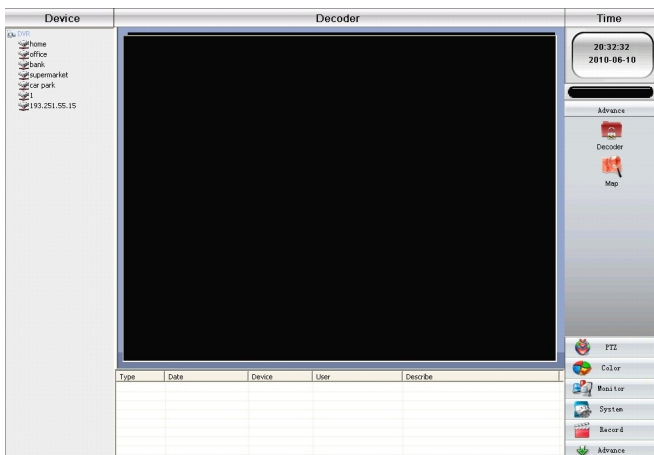 Device Decoder Time
DVR
home
office
bank
supermarket
car park
1
193.251.55.15
20:32:32
2010-06-10
Advance
Decoder
Map
PTZ
Color
Monitor
System
Record
Advance
Type Date Device User Describe